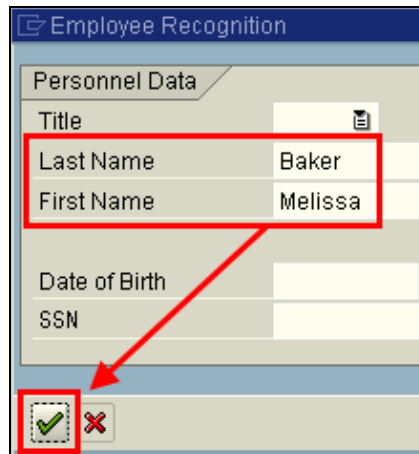 Employee Recognition
Personnel Data
Title
Last Name Baker
First Name Melissa
Date of Birth
SSN